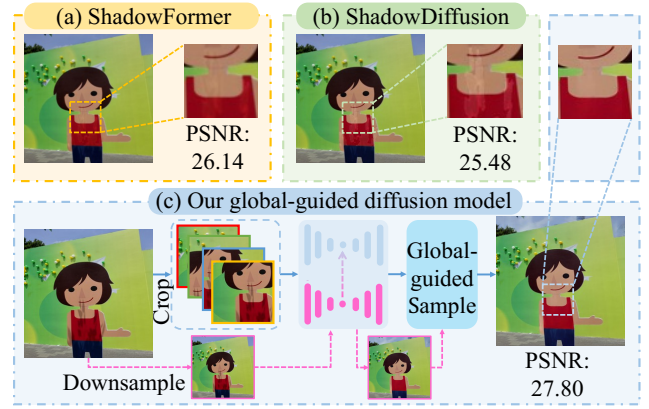 (a) ShadowFormer
PSNR:
26.14
(b) ShadowDiffusion
PSNR:
25.48
(c) Our global-guided diffusion model
Crop
Global-
guided
Sample
Downsample
PSNR:
27.80